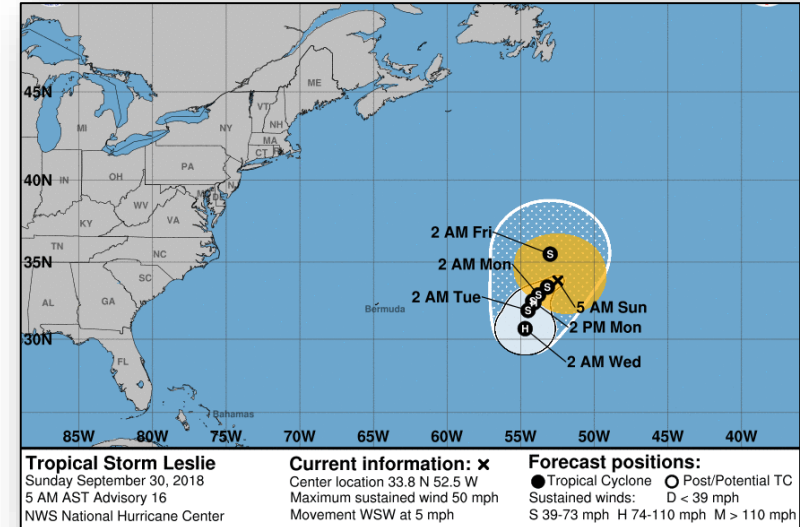 45N
40N
35N
30N
85W 80W 75W 70W 65W 60W 55W 50W 45W 40W
ME
VT
NH
MI
NY
MA
CT
PA
IN
OH
WV
KY
VA
TN
NC
SC
AL
GA
FL
DE
Bermuda
Bahamas
2 AM Fri
2 AM Mon
2 AM Tue
5 AM Sun
2 PM Mon
2 AM Wed
S
S
S
S
S
H
Tropical Storm Leslie
Sunday September 30, 2018
5 AM AST Advisory 16
NWS National Hurricane Center
Current information: ×
Center location 33.8 N 52.5 W
Maximum sustained wind 50 mph
Movement WSW at 5 mph
Forecast positions:
Tropical Cyclone Post/Potential TC
Sustained winds: D < 39 mph
S 39-73 mph H 74-110 mph M > 110 mph